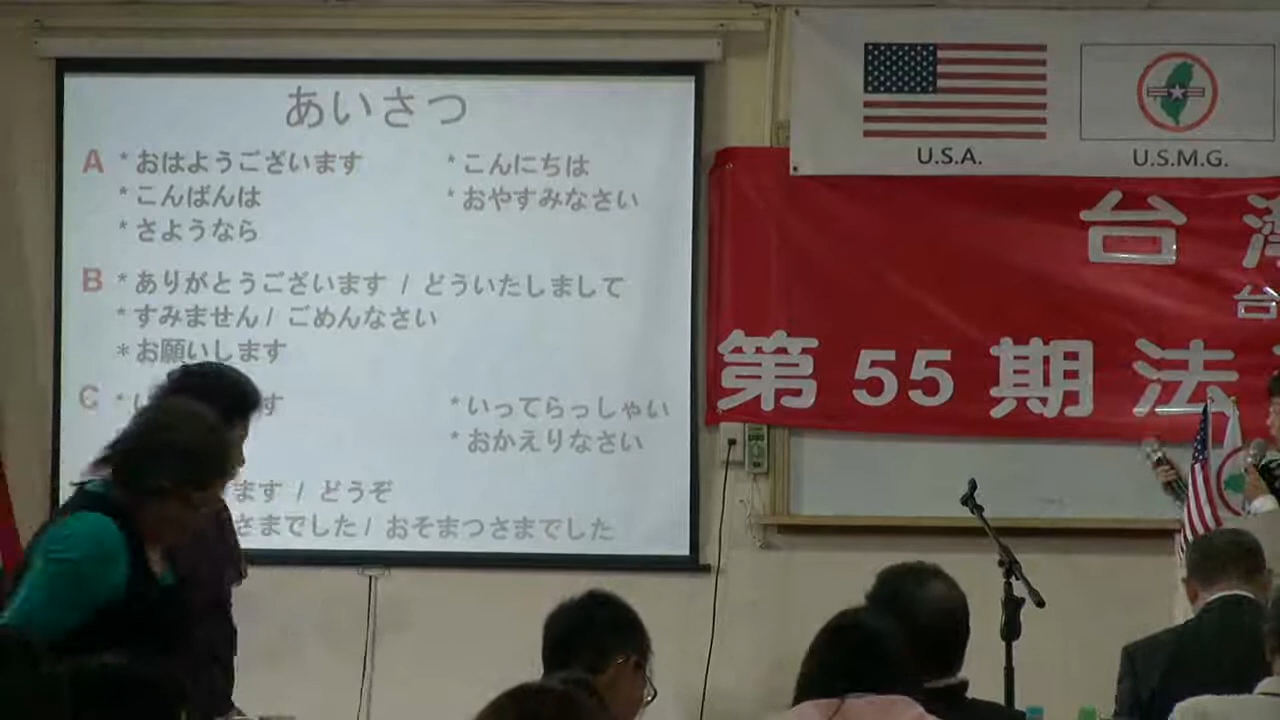 あいさつ
A *おはようございます *こんにちは
*こんばんは *おやすみなさい
*さようなら
B *ありがとうございます / どういたしまして
*すみません/ ごめんなさい
*お願いします
C * す *いってらっしゃい
*おかえりなさい
ます / どうぞ
さまでした/ おそまつさまでした
U.S.A.
U.S.M.G.
台
台
第55期法